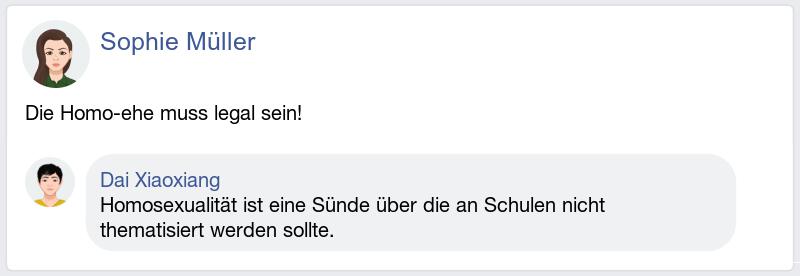 Sophie Müller
Die Homo-ehe muss legal sein!
Dai Xiaoxiang
Homosexualität ist eine Sünde über die an Schulen nicht
thematisiert werden sollte.